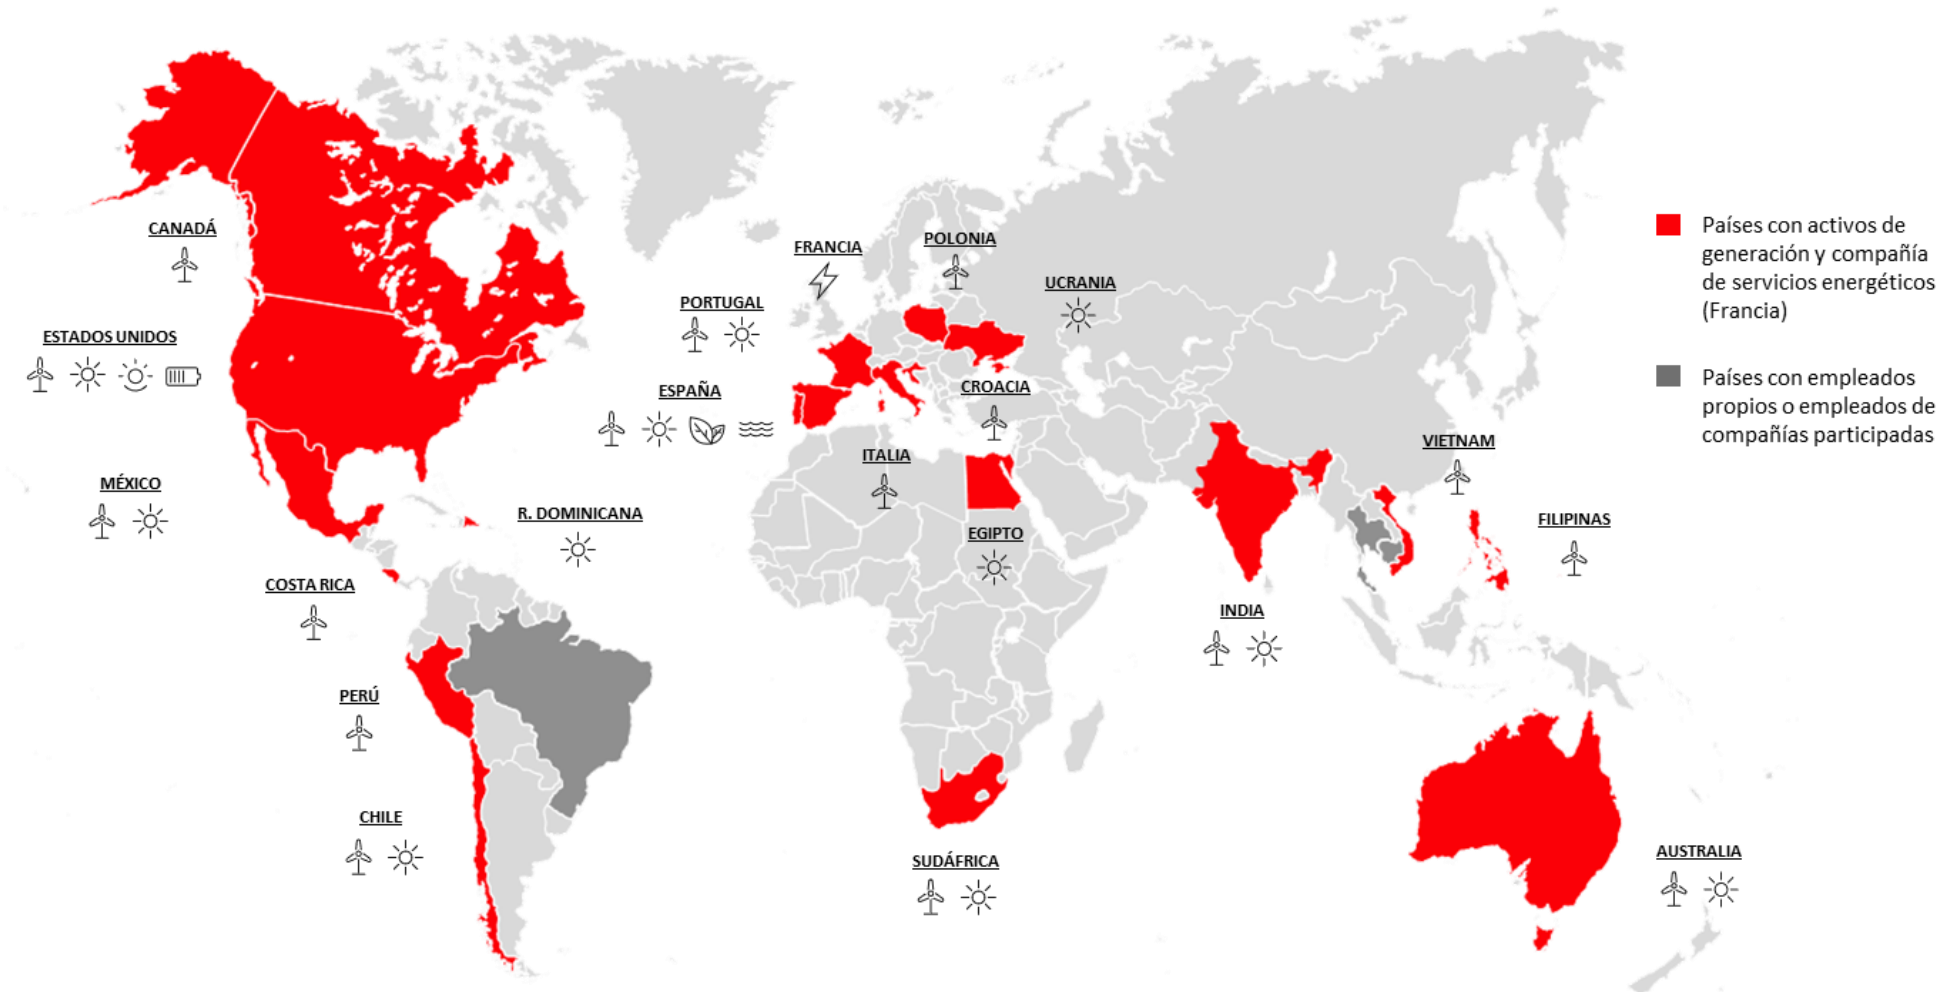 CANADÁ
ESTADOS UNIDOS
MÉXICO
R. DOMINICANA
COSTA RICA
PERÚ
CHILE
FRANCIA
POLONIA
UCRANIA
PORTUGAL
ESPAÑA
CROACIA
ITALIA
EGIPTO
SUDÁFRICA
INDIA
VIETNAM
FILIPINAS
AUSTRALIA
Países con activos de
generación y compañía
de servicios energéticos
(Francia)
Países con empleados
propios o empleados de
compañías participadas